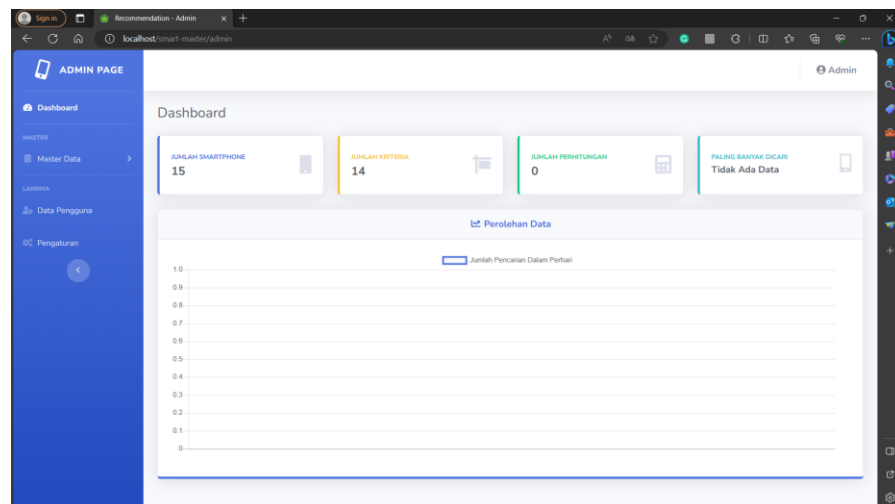 Sign in
Recommendation - Admin
localhost/smart-master/admin
ADMIN PAGE
Admin
Dashboard
MASTER
Master Data
LAINNYA
Data Pengguna
Pengaturan
Dashboard
JUMLAH SMARTPHONE
15
JUMLAH KRITERIA
14
JUMLAH PERHITUNGAN
0
PALING BANYAK DICARI
Tidak Ada Data
Perolehan Data
Jumlah Pencarian Dalam Perhari
1.0
0.9
0.8
0.7
0.6
0.5
0.4
0.3
0.2
0.1
0